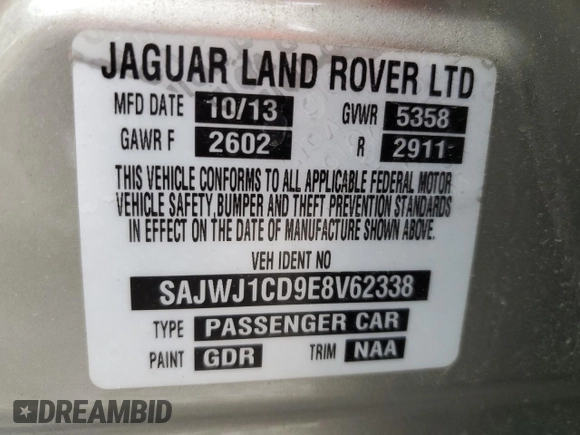 JAGUAR LAND ROVER LTD
MFD DATE 10/13 GVWR 5358
GAWR F 2602 R 2911
THIS VEHICLE CONFORMS TO ALL APPLICABLE FEDERAL MOTOR
VEHICLE SAFETY,BUMPER AND THEFT PREVENTION STANDARDS
IN EFFECT ON THE DATE OF MANUFACTURE SHOWN ABOVE.
VEH IDENT NO
SAJWJ1CD9E8V62338
TYPE PASSENGER CAR
PAINT GDR TRIM NAA
DREAMBID